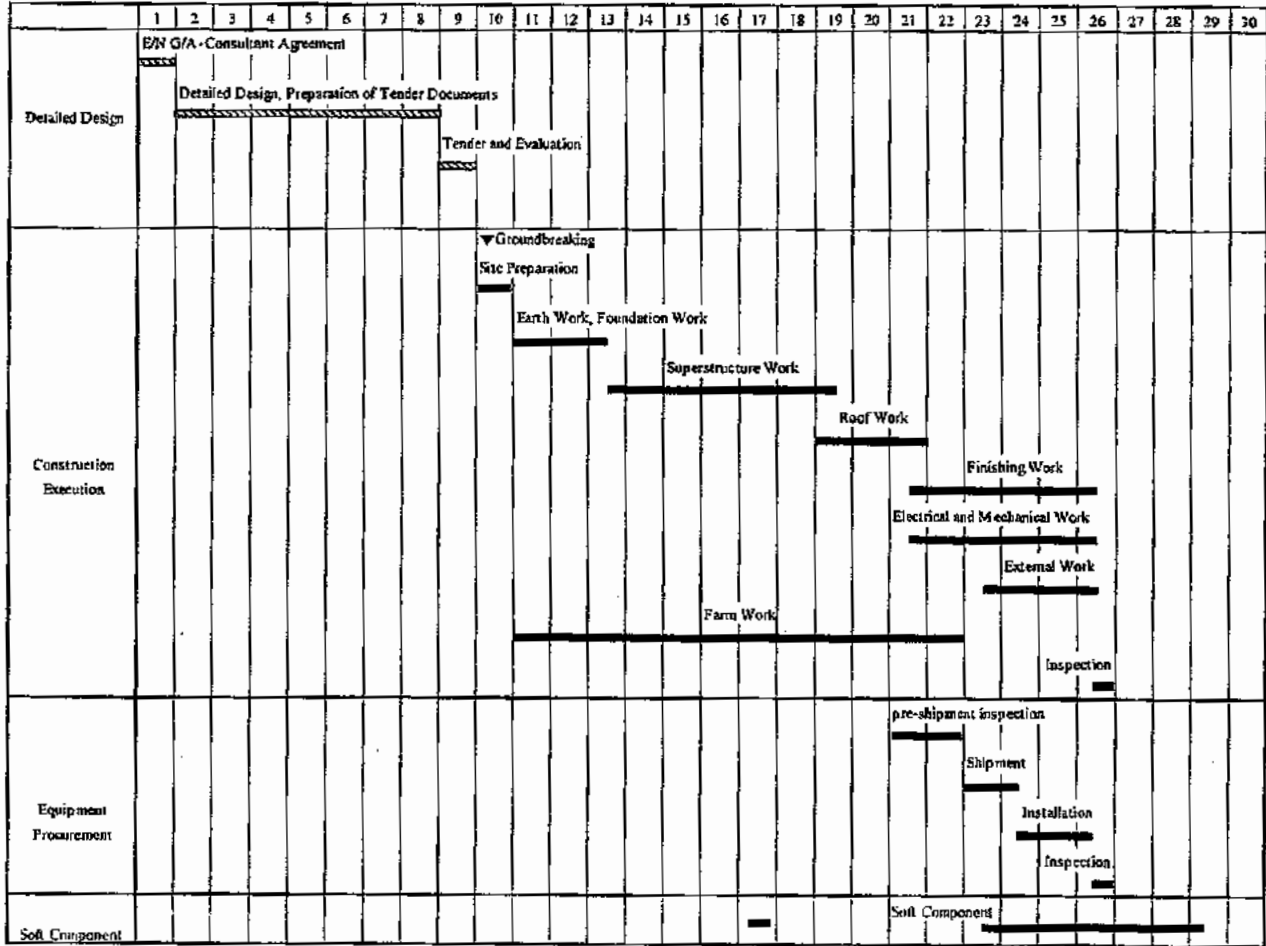 1 2 3 4 5 6 7 8 9 10 11 12 13 14 15 16 17 18 19 20 21 22 23 24 25 26 27 28 29 30
E/N G/A・Consultant Agreement
Detailed Design, Preparation of Tender Documents
Detailed Design
Tender and Evaluation
▼Groundbreaking
Site Preparation
Earth Work, Foundation Work
Superstructure Work
Roof Work
Construction
Execution
Finishing Work
Electrical and Mechanical Work
External Work
Farm Work
Inspection
pre-shipment inspection
Shipment
Equipment
Procurement
Installation
Inspection
Soft Component
Soft Component